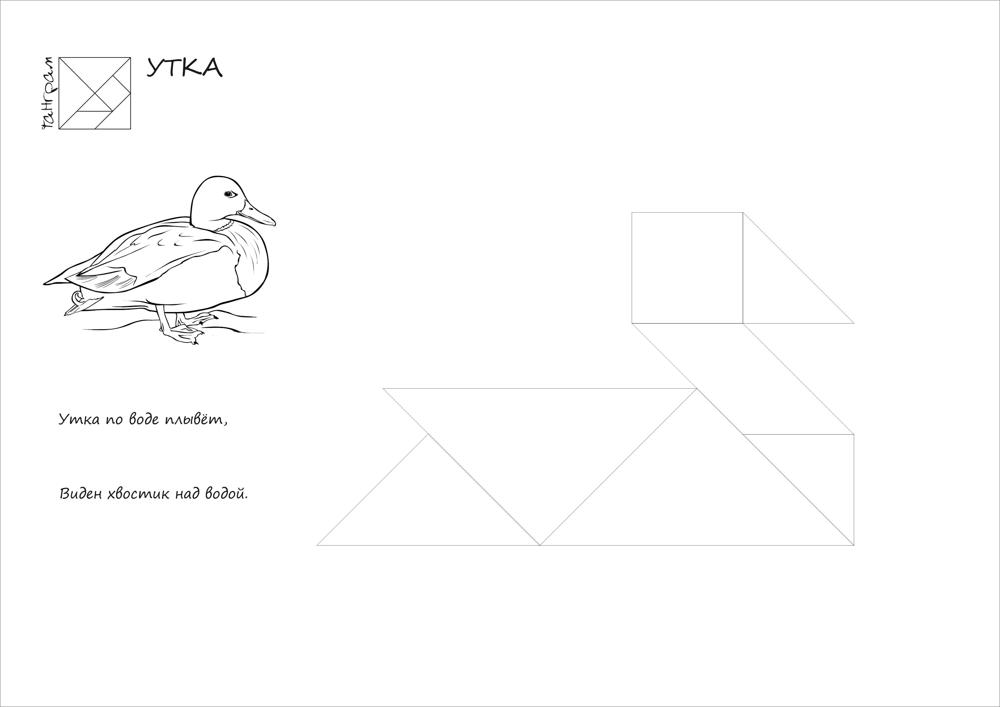 танграм
УТКА
Утка по воде плывёт,
Виден хвостик над водой.